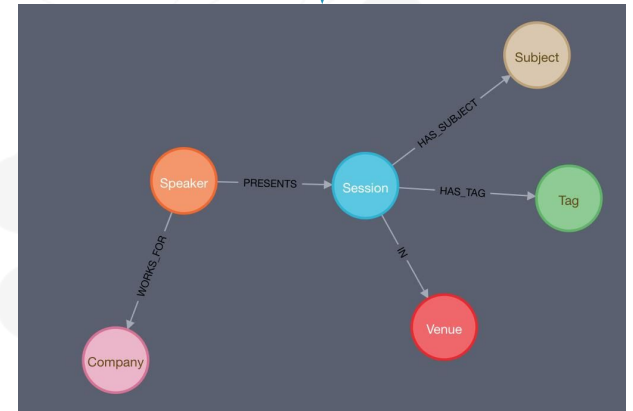 Subject
HAS_SUBJECT
Speaker
PRESENTS
Session
HAS_TAG
Tag
WORKS_FOR
IN
Venue
Company